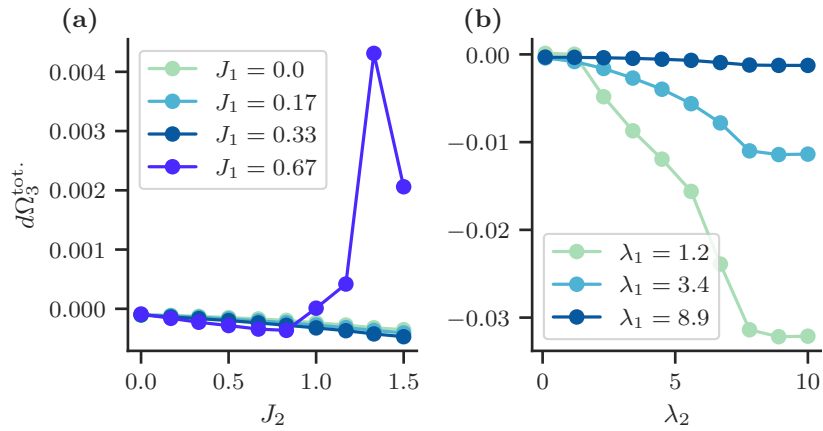 (a)
dΩ₃ᵗᵒᵗ·
0.004
0.003
0.002
0.001
0.000
J₁ = 0.0
J₁ = 0.17
J₁ = 0.33
J₁ = 0.67
0.0 0.5 1.0 1.5
J₂
(b)
0.00
−0.01
−0.02
−0.03
λ₁ = 1.2
λ₁ = 3.4
λ₁ = 8.9
0 5 10
λ₂